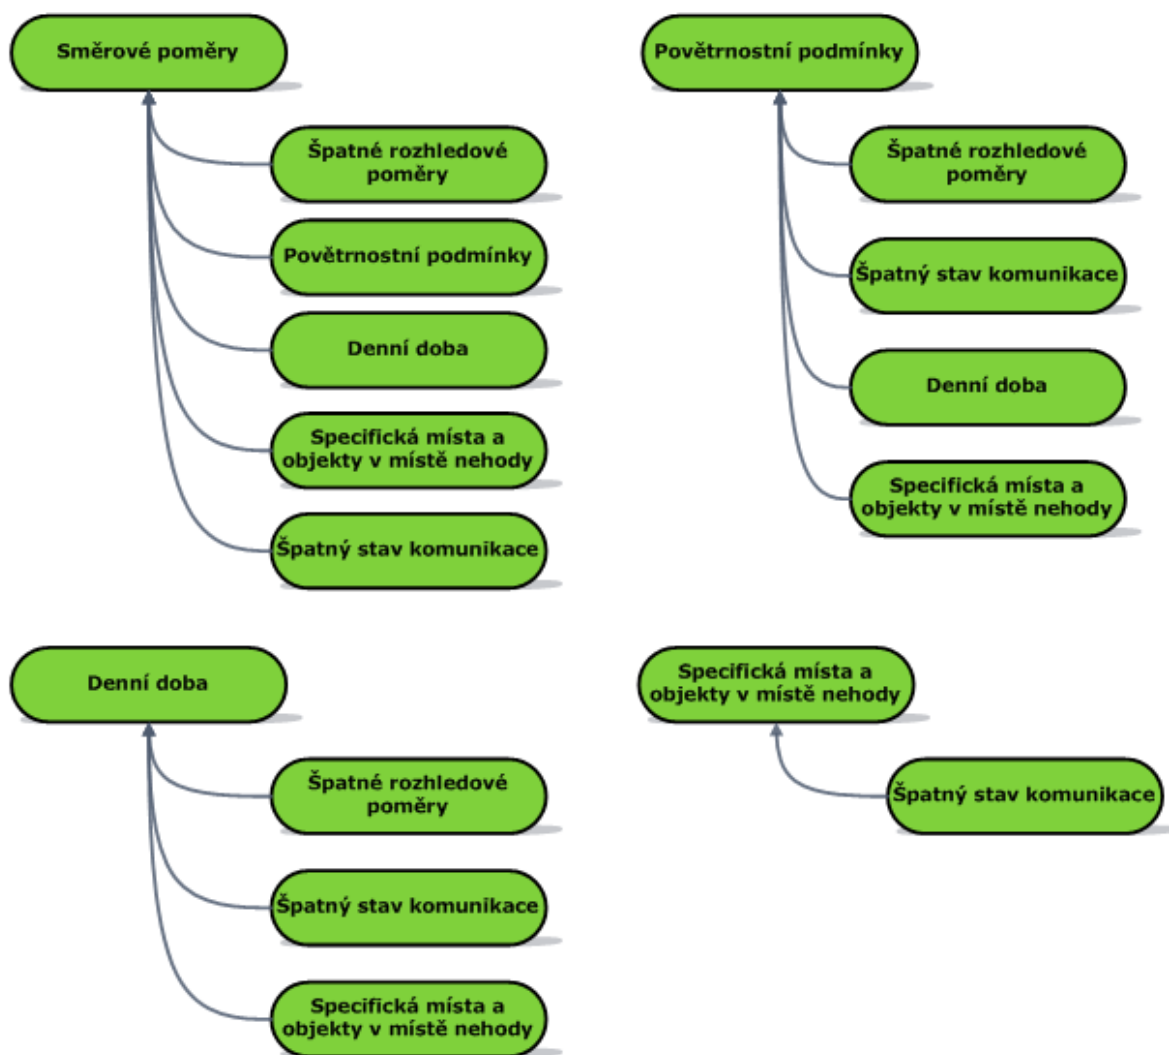 Směrové poměry
Špatné rozhledové
poměry
Povětrnostní podmínky
Denní doba
Specifická místa a
objekty v místě nehody
Špatný stav komunikace
Povětrnostní podmínky
Špatné rozhledové
poměry
Špatný stav komunikace
Denní doba
Specifická místa a
objekty v místě nehody
Denní doba
Špatné rozhledové
poměry
Špatný stav komunikace
Specifická místa a
objekty v místě nehody
Specifická místa a
objekty v místě nehody
Špatný stav komunikace